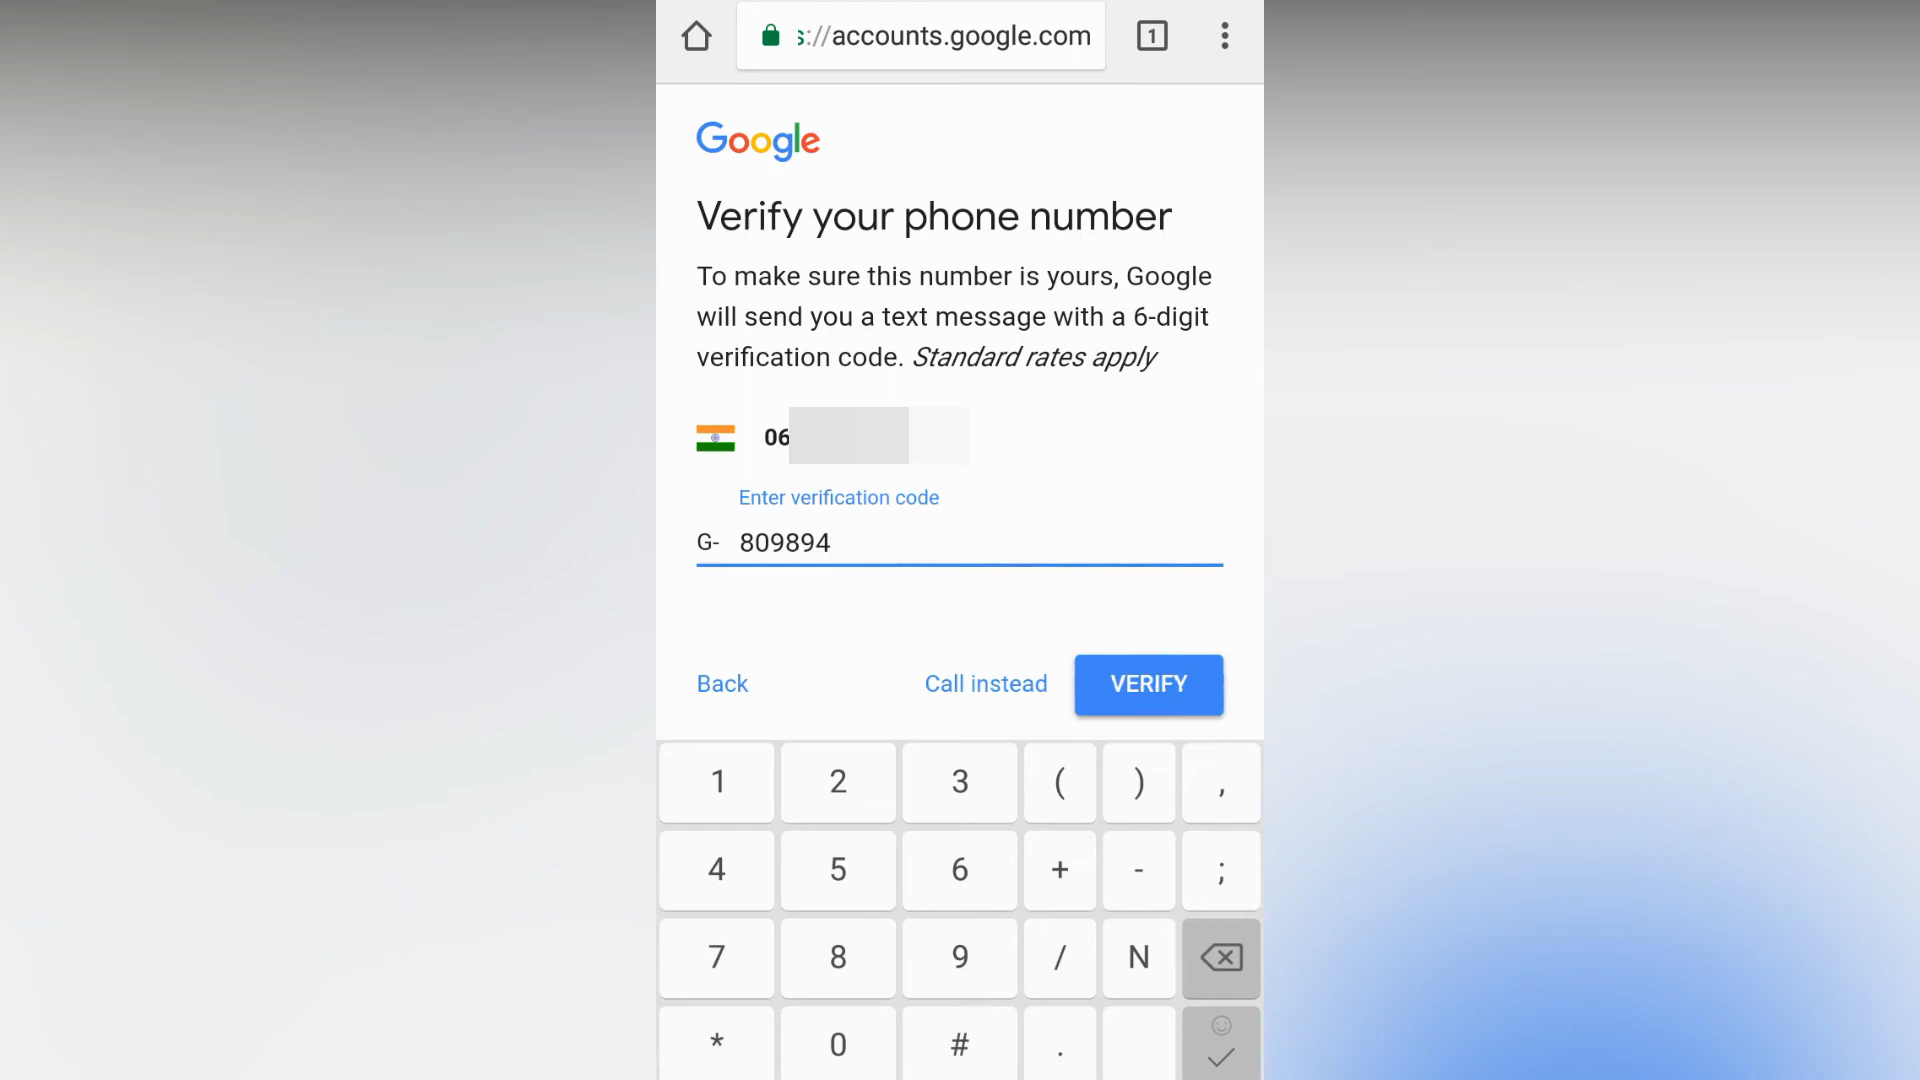 s://accounts.google.com
1
Google
Verify your phone number
To make sure this number is yours, Google
will send you a text message with a 6-digit
verification code. Standard rates apply
06
Enter verification code
G- 809894
Back Call instead VERIFY
1 2 3 ( ) ,
4 5 6 + - ;
7 8 9 / N
* 0 # .